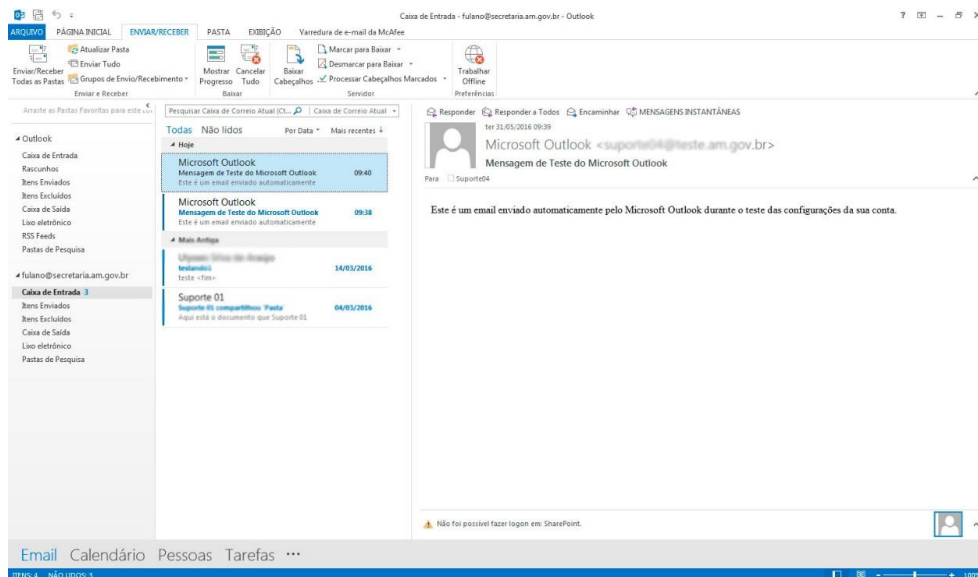 Caixa de Entrada - fulano@secretaria.am.gov.br - Outlook
ARQUIVO PÁGINA INICIAL ENVIAR/RECEBER PASTA EXIBIÇÃO Varredura de e-mail da McAfee
Enviar/Receber
Todas as Pastas
Atualizar Pasta
Enviar Tudo
Grupos de Envio/Recebimento
Enviar e Receber
Mostrar
Progresso
Cancelar
Tudo
Baixar
Baixar
Cabeçalhos
Marcar para Baixar
Desmarcar para Baixar
Processar Cabeçalhos Marcados
Servidor
Trabalhar
Offline
Preferências
Arraste as Pastas Favoritas para este
Outlook
Caixa de Entrada
Rascunhos
Itens Enviados
Itens Excluídos
Caixa de Saída
Lixo eletrônico
RSS Feeds
Pastas de Pesquisa
fulano@secretaria.am.gov.br
Caixa de Entrada 3
Itens Enviados
Itens Excluídos
Caixa de Saída
Lixo eletrônico
Pastas de Pesquisa
Pesquisar Caixa de Correio Atual (Ct... Caixa de Correio Atual
Todas Não lidos Por Data Mais recentes
Hoje
Microsoft Outlook
Mensagem de Teste do Microsoft Outlook 09:40
Este é um email enviado automaticamente
Microsoft Outlook
Mensagem de Teste do Microsoft Outlook 09:38
Este é um email enviado automaticamente
Mais Antiga
14/03/2016
teste <fim>
Suporte 01
Suporte 01 compartilhou 'Pasta' 04/03/2016
Aqui está o documento que Suporte 01
Responder Responder a Todos Encaminhar MENSAGENS INSTANTÂNEAS
ter 31/05/2016 09:39
Microsoft Outlook <suporte04@teste.am.gov.br>
Mensagem de Teste do Microsoft Outlook
Para Suporte04
Este é um email enviado automaticamente pelo Microsoft Outlook durante o teste das configurações da sua conta.
Não foi possível fazer logon em: SharePoint.
Email Calendário Pessoas Tarefas ...
ITENS: 4 NÃO LIDOS: 3